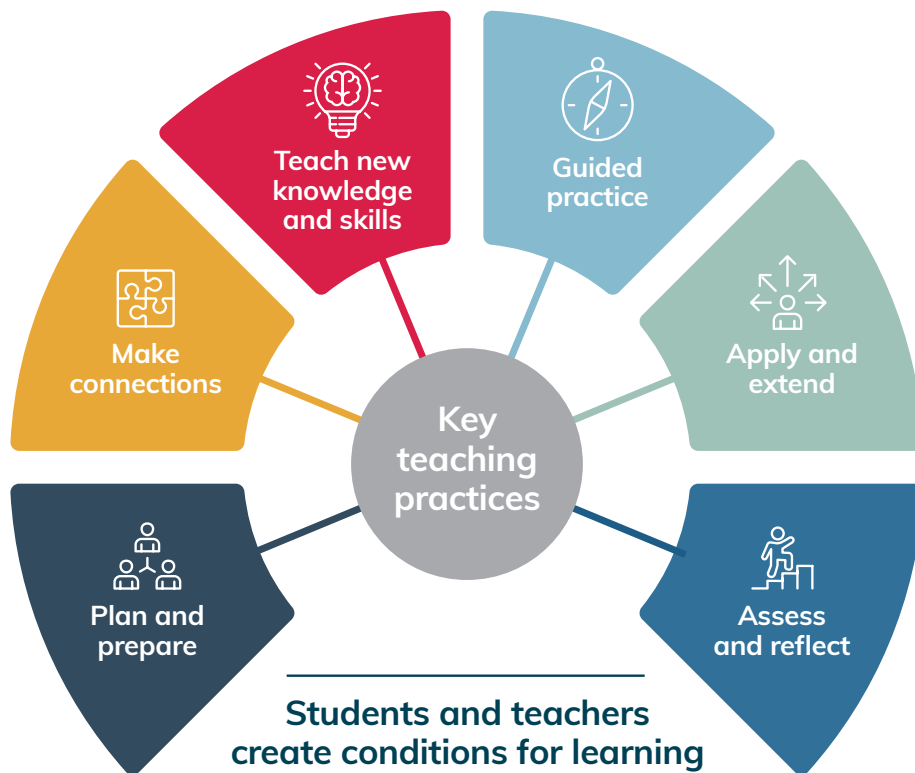 Teach new
knowledge
and skills
Guided
practice
Make
connections
Apply and
extend
Key
teaching
practices
Plan and
prepare
Assess
and reflect
Students and teachers
create conditions for learning